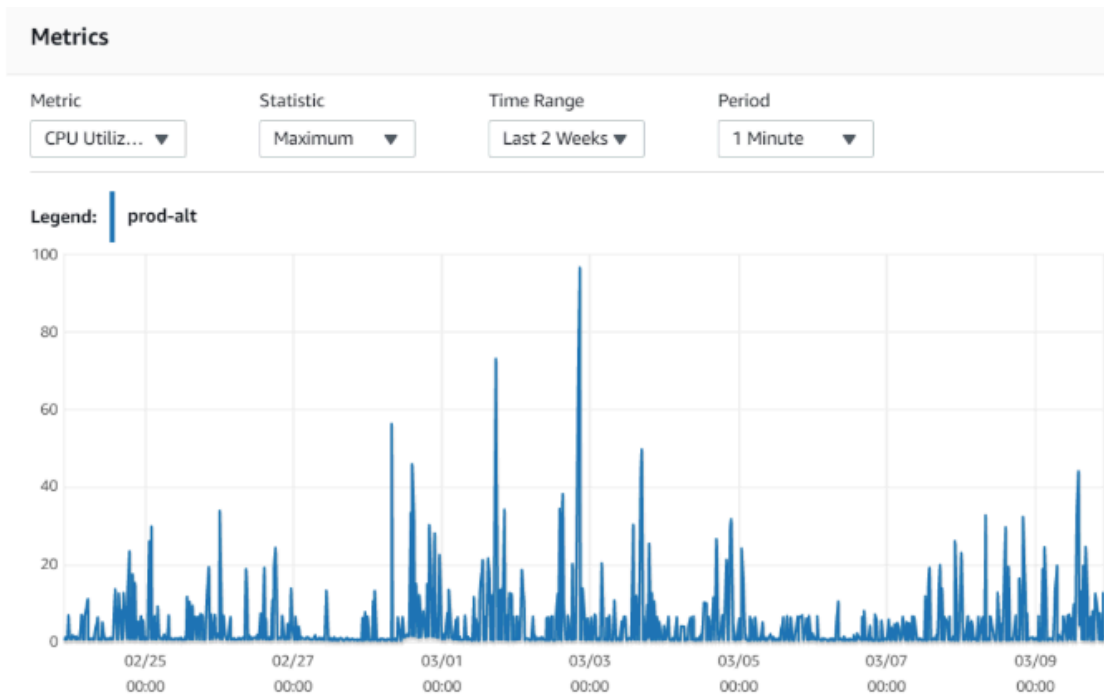 Metrics
Metric Statistic Time Range Period
CPU Utiliz... Maximum Last 2 Weeks 1 Minute
Legend: prod-alt
100
80
60
40
20
0
02/25 02/27 03/01 03/03 03/05 03/07 03/09
00:00 00:00 00:00 00:00 00:00 00:00 00:00